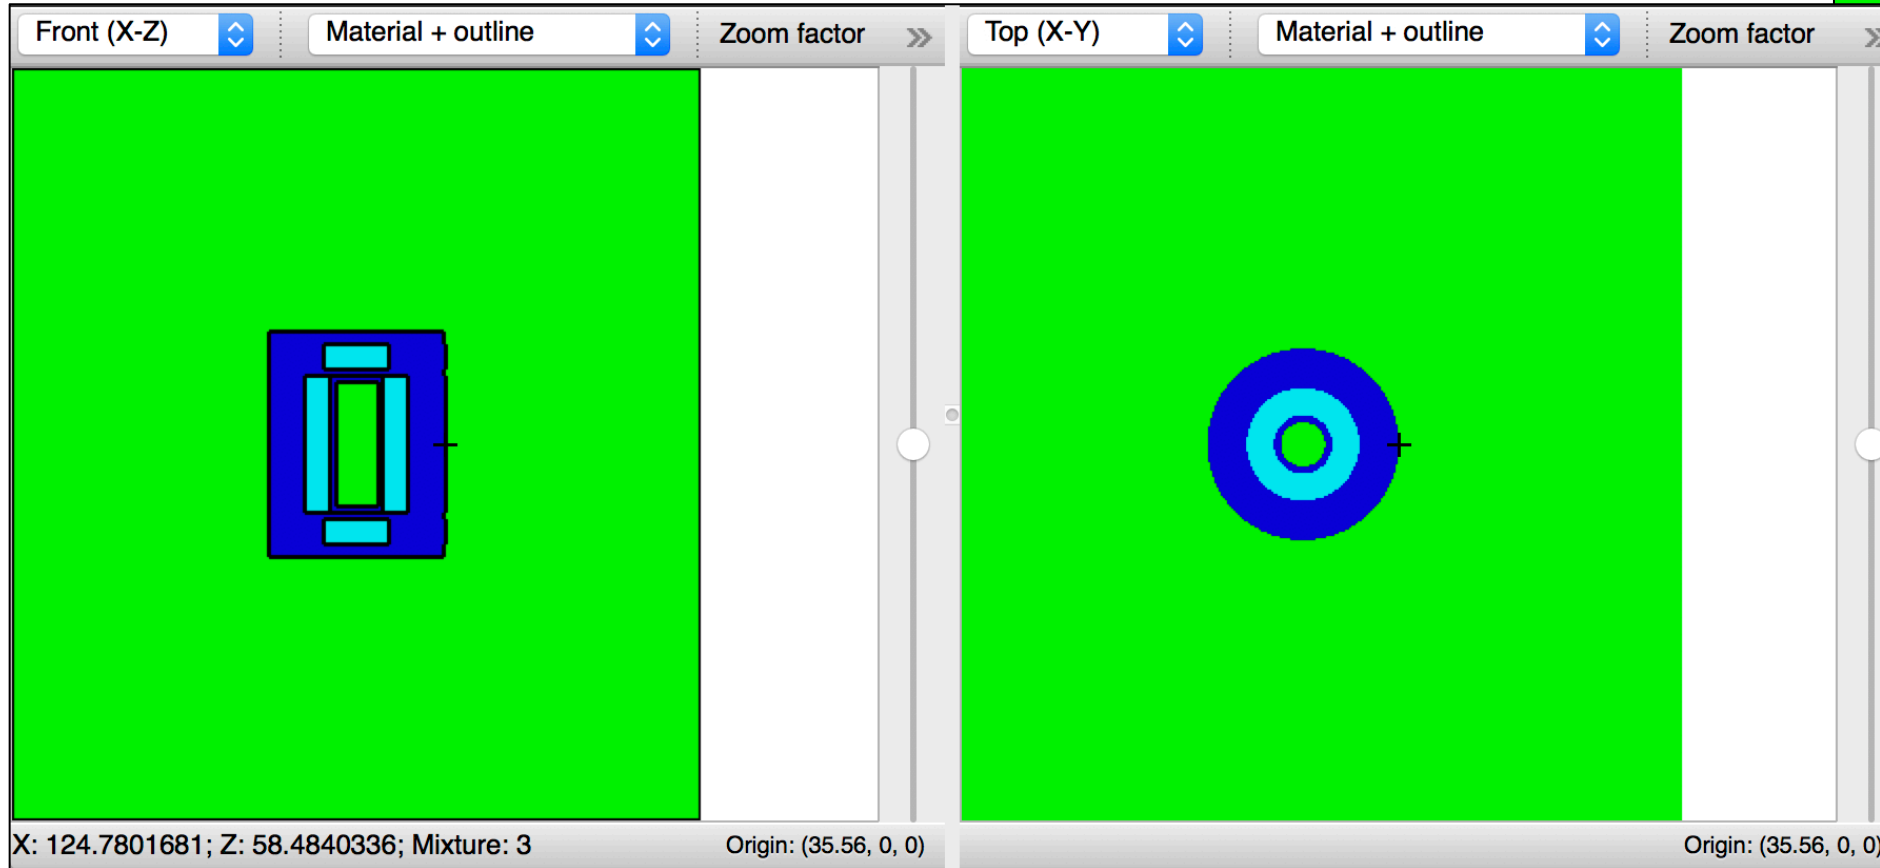 Front (X-Z) Material + outline Zoom factor
Top (X-Y) Material + outline Zoom factor
X: 124.7801681; Z: 58.4840336; Mixture: 3 Origin: (35.56, 0, 0)
Origin: (35.56, 0, 0)